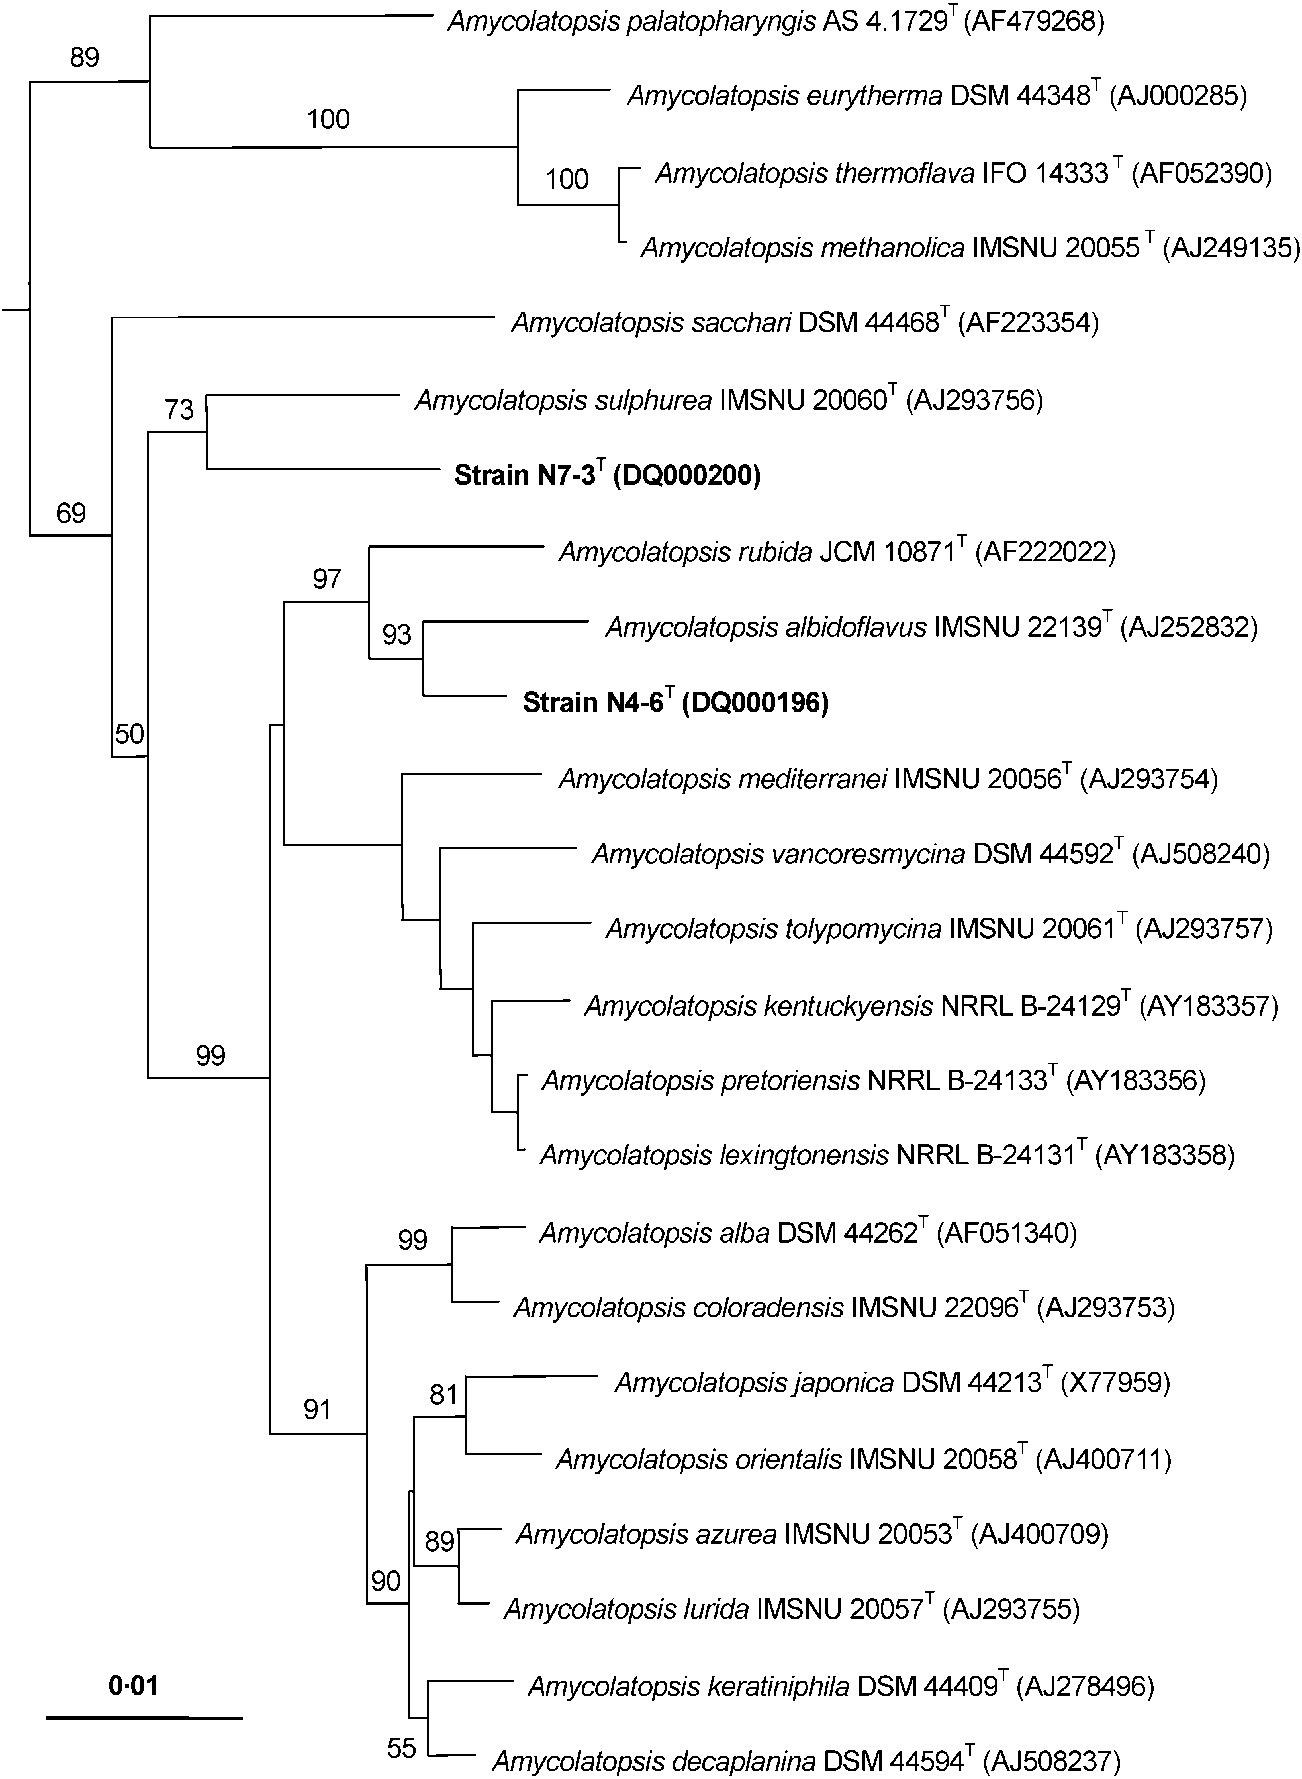 Amycolatopsis palatopharyngis AS 4.1729T (AF479268)
89
Amycolatopsis eurytherma DSM 44348T (AJ000285)
100
Amycolatopsis thermoflava IFO 14333T (AF052390)
100
Amycolatopsis methanolica IMSNU 20055T (AJ249135)
Amycolatopsis sacchari DSM 44468T (AF223354)
Amycolatopsis sulphurea IMSNU 20060T (AJ293756)
73
Strain N7-3T (DQ000200)
69
Amycolatopsis rubida JCM 10871T (AF222022)
97
Amycolatopsis albidoflavus IMSNU 22139T (AJ252832)
93
Strain N4-6T (DQ000196)
50
Amycolatopsis mediterranei IMSNU 20056T (AJ293754)
Amycolatopsis vancoresmycina DSM 44592T (AJ508240)
Amycolatopsis tolypomycina IMSNU 20061T (AJ293757)
Amycolatopsis kentuckyensis NRRL B-24129T (AY183357)
99
Amycolatopsis pretoriensis NRRL B-24133T (AY183356)
Amycolatopsis lexingtonensis NRRL B-24131T (AY183358)
Amycolatopsis alba DSM 44262T (AF051340)
99
Amycolatopsis coloradensis IMSNU 22096T (AJ293753)
Amycolatopsis japonica DSM 44213T (X77959)
81
91
Amycolatopsis orientalis IMSNU 20058T (AJ400711)
Amycolatopsis azurea IMSNU 20053T (AJ400709)
89
90
Amycolatopsis lurida IMSNU 20057T (AJ293755)
0·01
Amycolatopsis keratiniphila DSM 44409T (AJ278496)
55
Amycolatopsis decaplanina DSM 44594T (AJ508237)